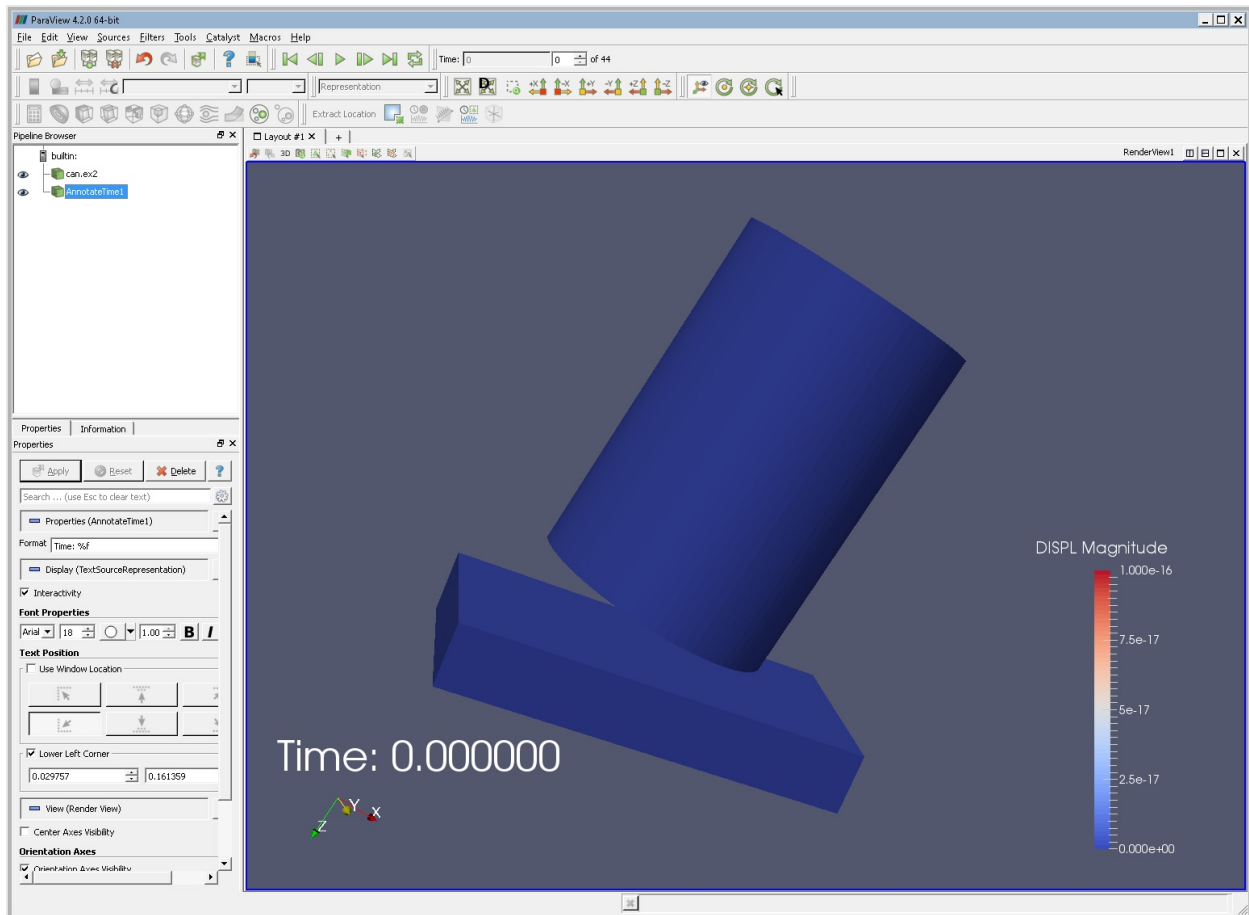 ParaView 4.2.0 64-bit
File Edit View Sources Filters Tools Catalyst Macros Help
Time: 0 0 of 44
Representation
Extract Location
Pipeline Browser
builtin:
can.ex2
AnnotateTime1
Layout #1 +
3D RenderView1
Properties Information
Properties
Apply Reset Delete ?
Search ... (use Esc to clear text)
Properties (AnnotateTime1)
Format Time: %f
Display (TextSourceRepresentation)
Interactivity
Font Properties
Arial 18 1.00 B I
Text Position
Use Window Location
Lower Left Corner
0.029757 0.161359
View (Render View)
Center Axes Visibility
Orientation Axes
Orientation Axes Visibility
DISPL Magnitude
1.000e-16
7.5e-17
5e-17
2.5e-17
0.000e+00
Time: 0.000000
Y
X
Z